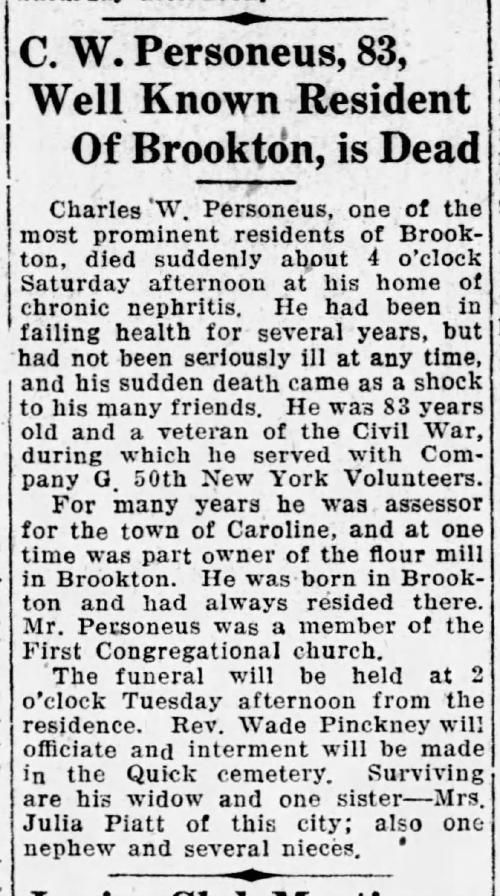 C. W. Personeus, 83,
Well Known Resident
Of Brookton, is Dead
Charles W. Personeus, one of the
most prominent residents of Brook-
ton, died suddenly about 4 o'clock
Saturday afternoon at his home of
chronic nephritis. He had been in
failing health for several years, but
had not been seriously ill at any time,
and his sudden death came as a shock
to his many friends. He was 83 years
old and a veteran of the Civil War,
during which he served with Com-
pany G. 50th New York Volunteers.
For many years he was assessor
for the town of Caroline, and at one
time was part owner of the flour mill
in Brookton. He was born in Brook-
ton and had always resided there.
Mr. Personeus was a member of the
First Congregational church.
The funeral will be held at 2
o'clock Tuesday afternoon from the
residence. Rev. Wade Pinckney will
officiate and interment will be made
in the Quick cemetery. Surviving
are his widow and one sister—Mrs.
Julia Piatt of this city; also one
nephew and several nieces.